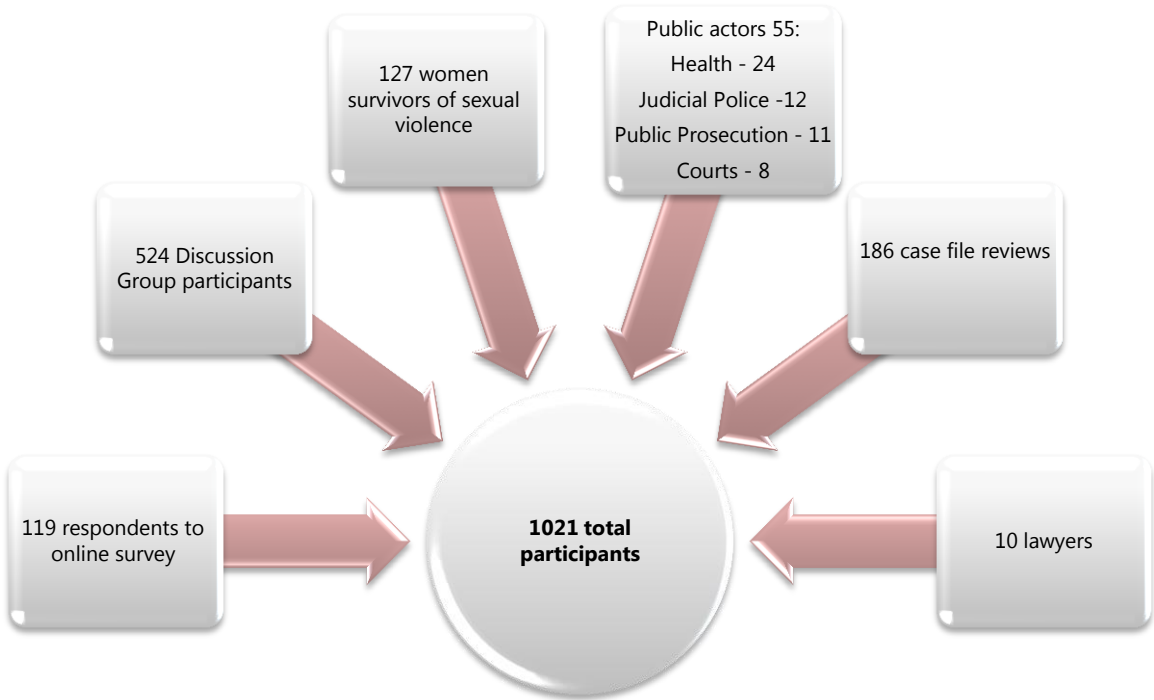 119 respondents to
online survey
524 Discussion
Group participants
127 women
survivors of sexual
violence
Public actors 55:
Health - 24
Judicial Police -12
Public Prosecution - 11
Courts - 8
186 case file reviews
10 lawyers
1021 total
participants